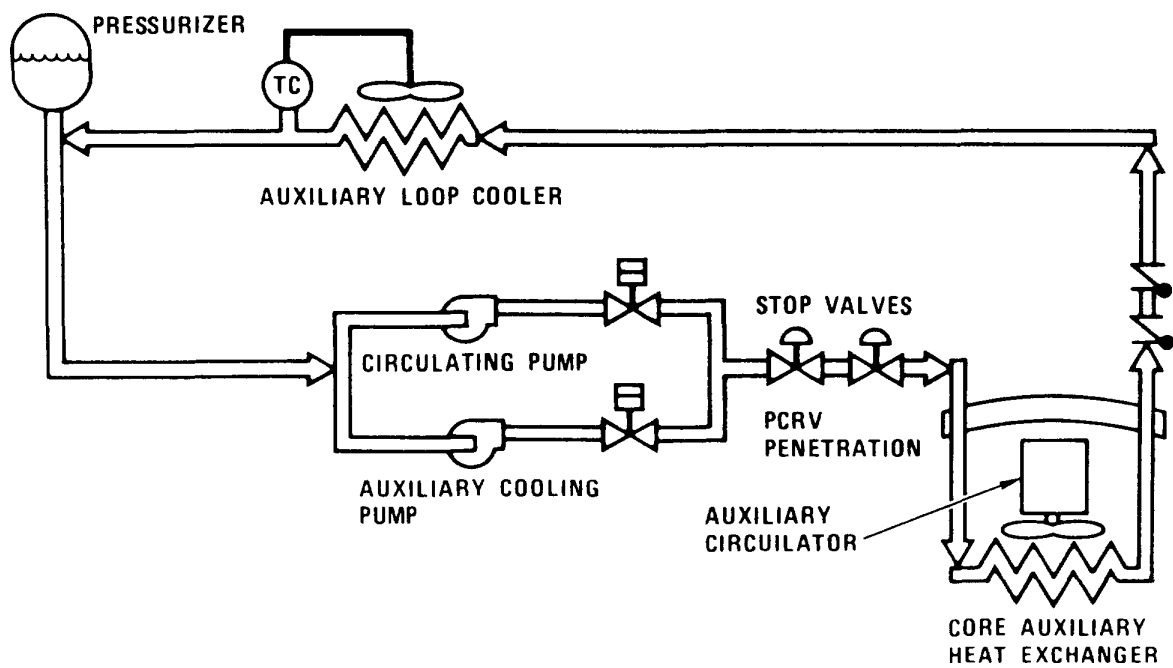 PRESSURIZER
TC
AUXILIARY LOOP COOLER
STOP VALVES
CIRCULATING PUMP
PCRV
PENETRATION
AUXILIARY COOLING
PUMP
AUXILIARY
CIRCUILATOR
CORE AUXILIARY
HEAT EXCHANGER